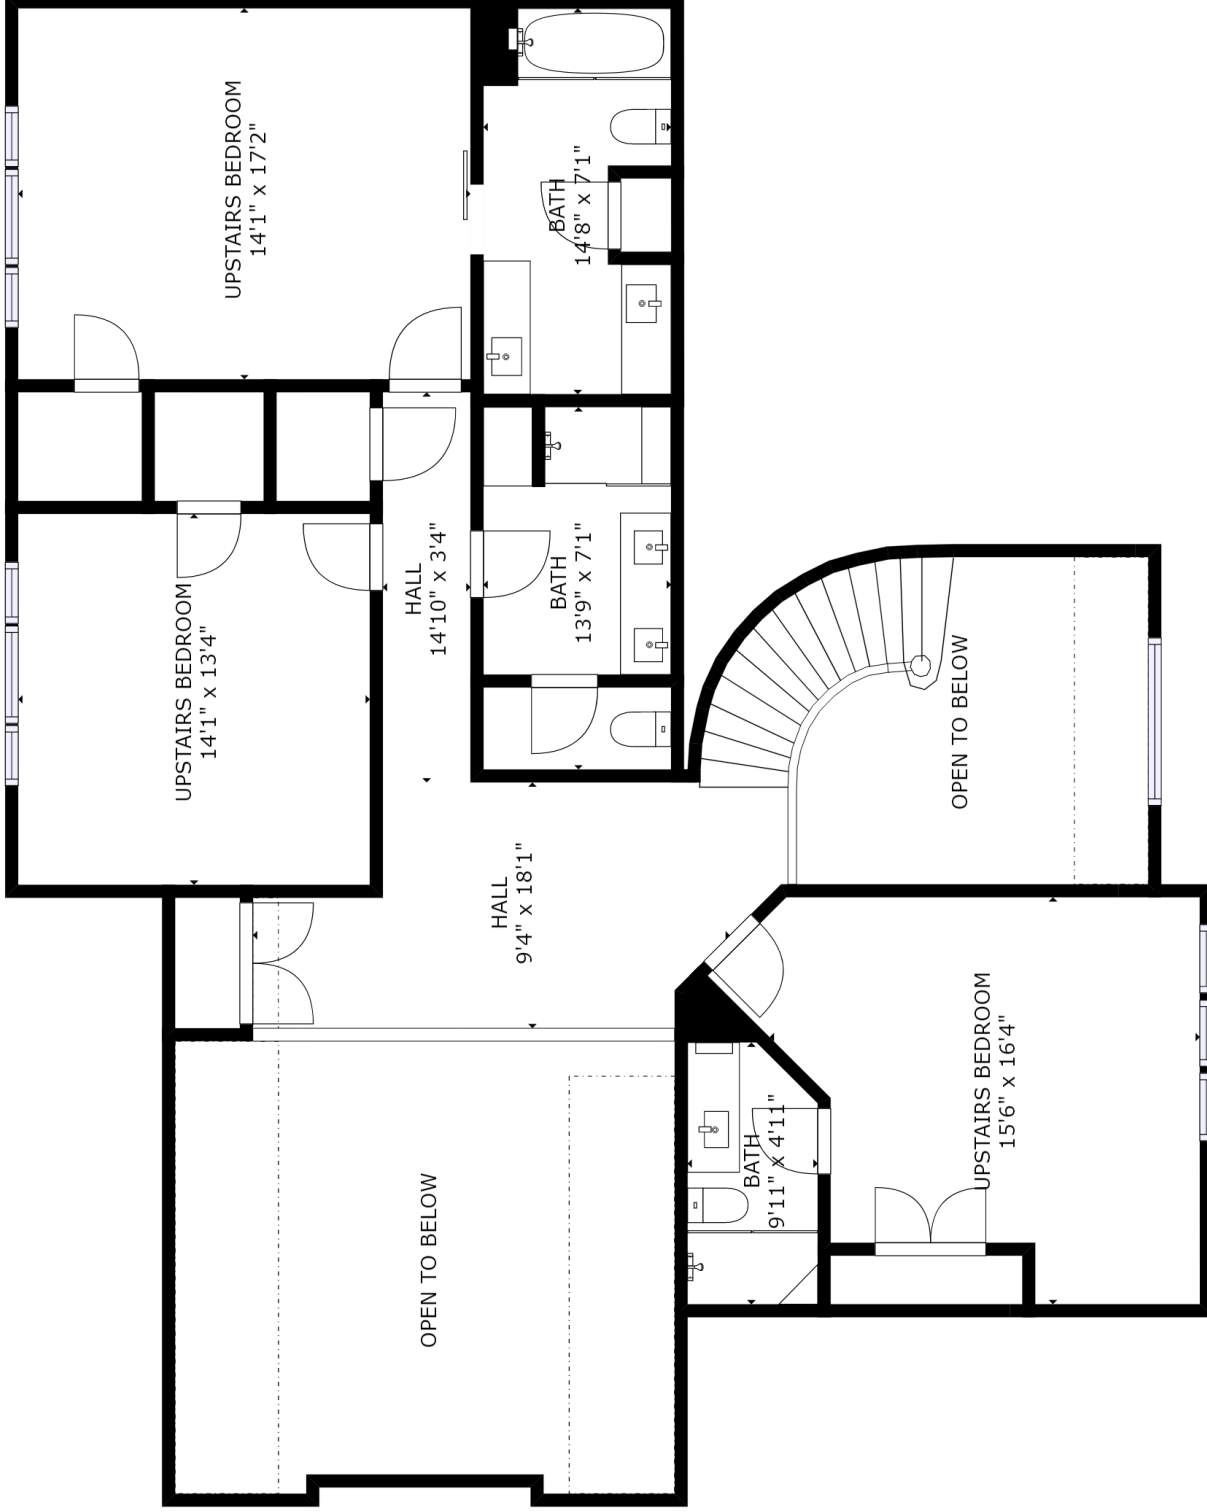 UPSTAIRS BEDROOM
14'1" x 17'2"
BATH
14'8" x 7'1"
UPSTAIRS BEDROOM
14'1" x 13'4"
HALL
14'10" x 3'4"
BATH
13'9" x 7'1"
OPEN TO BELOW
HALL
9'4" x 18'1"
UPSTAIRS BEDROOM
15'6" x 16'4"
BATH
9'11" x 4'11"
OPEN TO BELOW